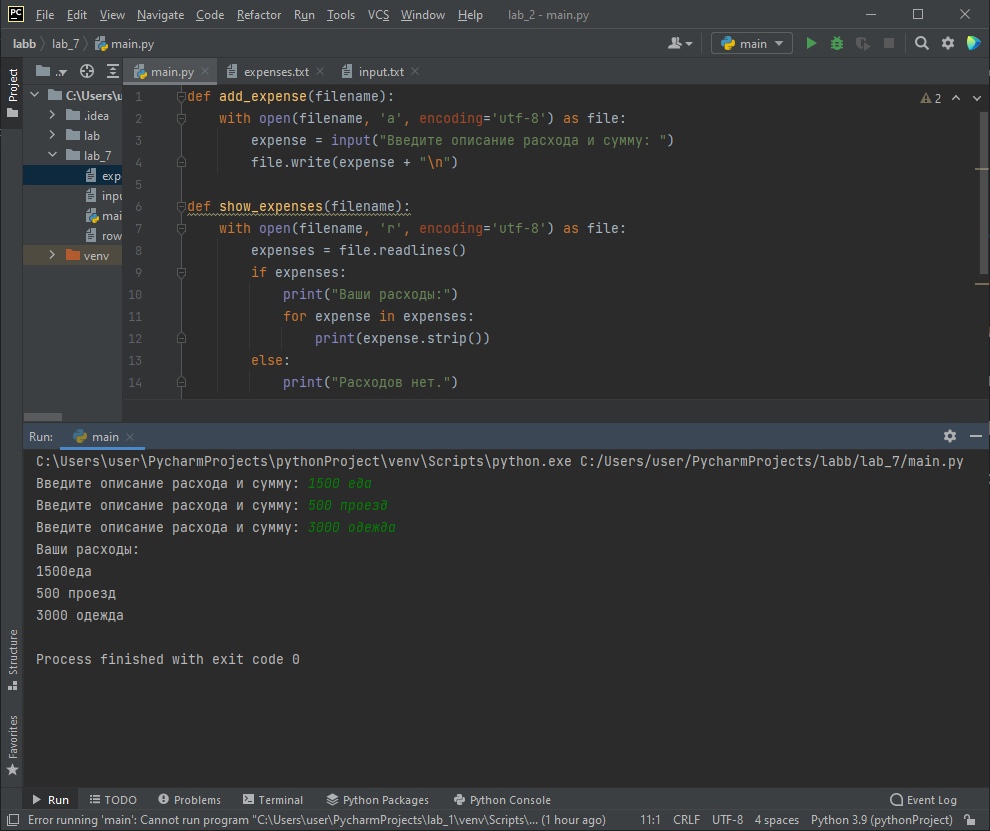 PC File Edit View Navigate Code Refactor Run Tools VCS Window Help lab_2 - main.py
labb lab_7 main.py main
.. main.py expenses.txt input.txt
Project
C:\Users\u
.idea
lab
lab_7
exp
inpu
mai
row
venv
2
1 def add_expense(filename):
2 with open(filename, 'a', encoding='utf-8') as file:
3 expense = input("Введите описание расхода и сумму: ")
4 file.write(expense + "\n")
5
6 def show_expenses(filename):
7 with open(filename, 'r', encoding='utf-8') as file:
8 expenses = file.readlines()
9 if expenses:
10 print("Ваши расходы:")
11 for expense in expenses:
12 print(expense.strip())
13 else:
14 print("Расходов нет.")
Run: main
C:\Users\user\PycharmProjects\pythonProject\venv\Scripts\python.exe C:/Users/user/PycharmProjects/labb/lab_7/main.py
Введите описание расхода и сумму: 1500 еда
Введите описание расхода и сумму: 500 проезд
Введите описание расхода и сумму: 3000 одежда
Ваши расходы:
1500еда
500 проезд
3000 одежда
Process finished with exit code 0
Structure
Favorites
Run TODO Problems Terminal Python Packages Python Console Event Log
Error running 'main': Cannot run program "C:\Users\user\PycharmProjects\lab_1\venv\Scripts\... (1 hour ago) 11:1 CRLF UTF-8 4 spaces Python 3.9 (pythonProject)